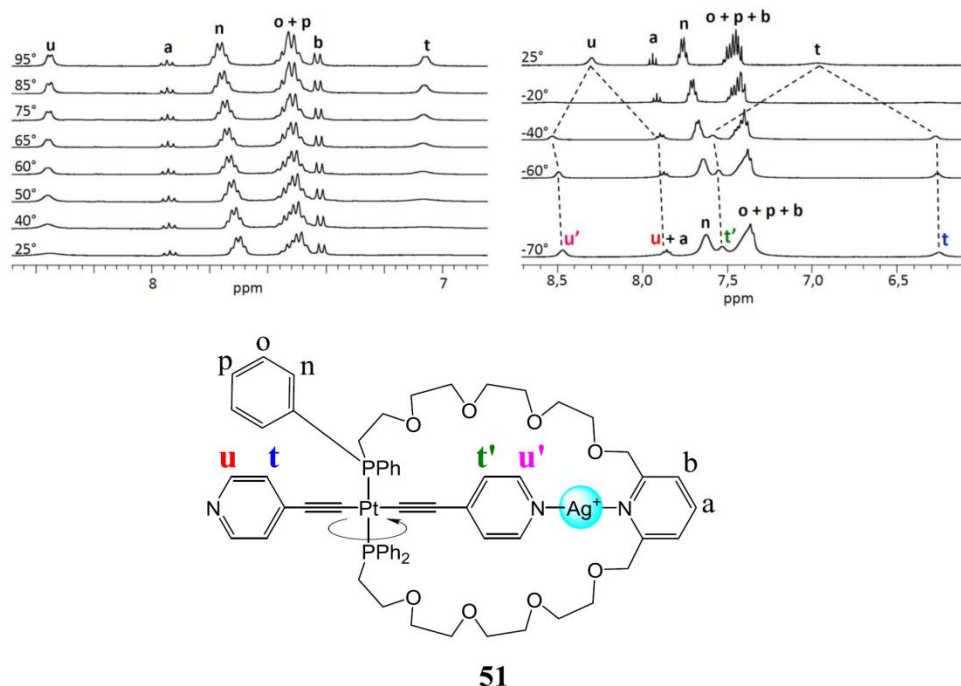 o + p
u a n b t
95°
85°
75°
65°
60°
50°
40°
25°
8 7
ppm
o + p + b
u a n t
25°
-20°
-40°
-60°
o + p + b
n
u' u + a t' t
-70°
8,5 8,0 7,5 7,0 6,5
ppm
o
p n
O O O
O
u t PPh t' u' b
N Pt N Ag+ N a
PPh2
O
O O O
51